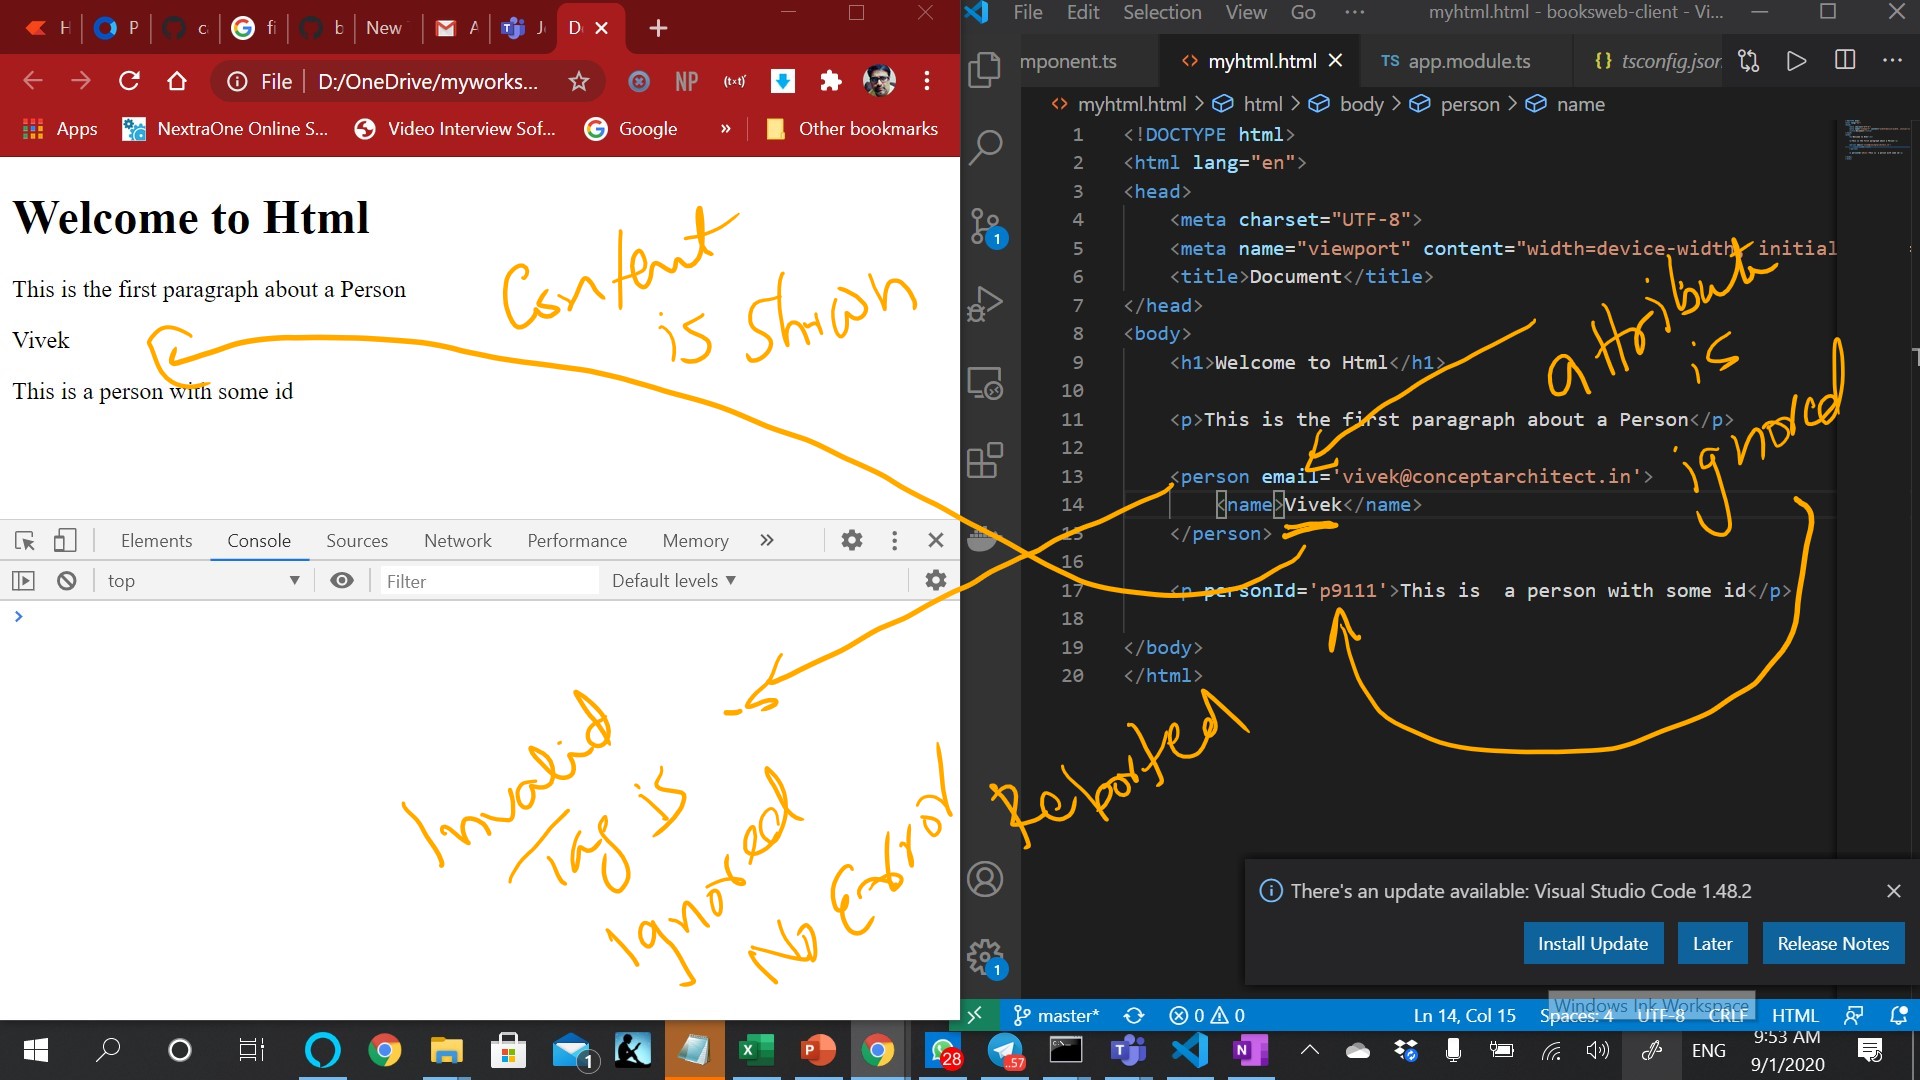 H
P
c
fi
b
New
A
J
D
File
D:/OneDrive/myworks...
NP
Apps
NextraOne Online S...
Video Interview Sof...
Google
»
Other bookmarks
Welcome to Html
This is the first paragraph about a Person
Vivek
This is a person with some id
Content
is Shown
Elements
Console
Sources
Network
Performance
Memory
»
top
Filter
Default levels
Invalid
Tag is
Ignored
No Error
Reported
File Edit Selection View Go ···
myhtml.html - booksweb-client - Vi...
mponent.ts
myhtml.html
TS app.module.ts
{} tsconfig.json
myhtml.html > html > body > person > name
1 <!DOCTYPE html>
2 <html lang="en">
3 <head>
4 <meta charset="UTF-8">
5 <meta name="viewport" content="width=device-width, initial
6 <title>Document</title>
7 </head>
8 <body>
9 <h1>Welcome to Html</h1>
10
11 <p>This is the first paragraph about a Person</p>
12
13 <person email='vivek@conceptarchitect.in'>
14 <name>Vivek</name>
15 </person>
16
17 <p personId='p9111'>This is  a person with some id</p>
18
19 </body>
20 </html>
attribute
is
ignored
1
1
There's an update available: Visual Studio Code 1.48.2
Install Update
Later
Release Notes
Windows Ink Workspace
master*
0
0
Ln 14, Col 15
Spaces: 4
UTF-8
CRLF
HTML
1
28
..57
ENG
9:53 AM
9/1/2020